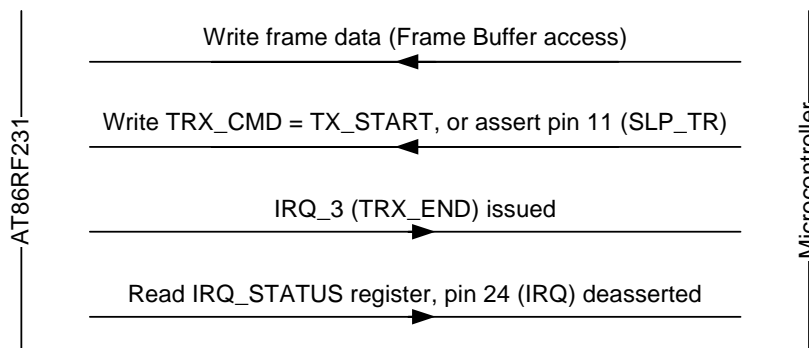 Write frame data (Frame Buffer access)
Write TRX_CMD = TX_START, or assert pin 11 (SLP_TR)
IRQ_3 (TRX_END) issued
Read IRQ_STATUS register, pin 24 (IRQ) deasserted
AT86RF231
Microcontroller